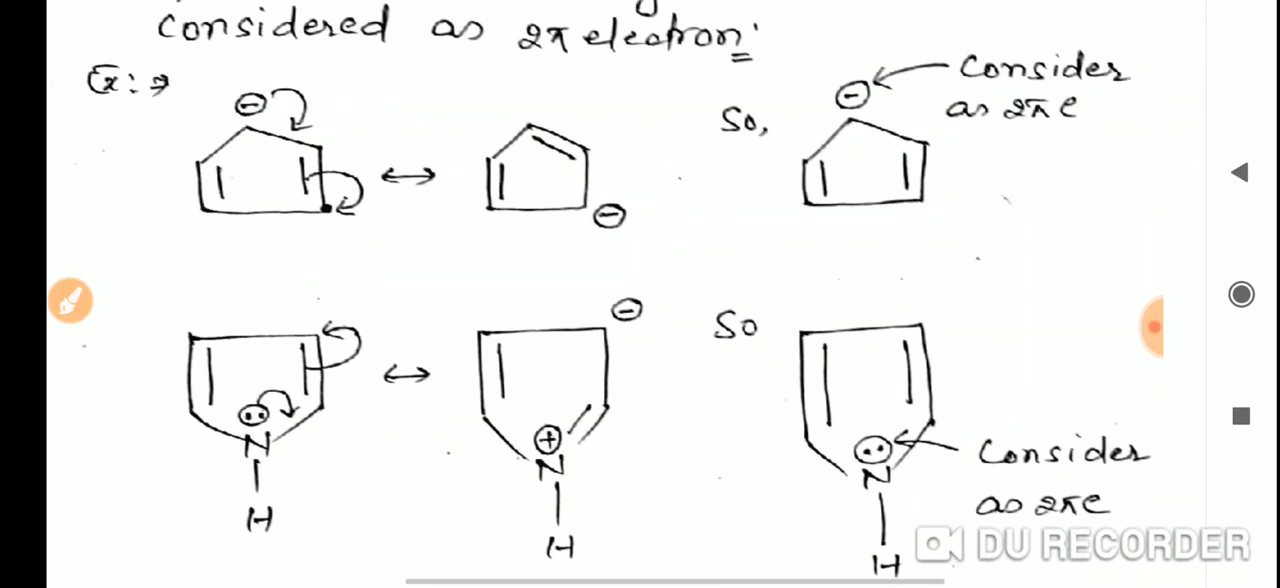 considered as 2π electron:
Ex:⇒
⊖
Consider
as 2π e
So,
⊖
⊖
⊖
So
N
H
⊕
N
H
N
H
Consider
as 2π e
DU RECORDER